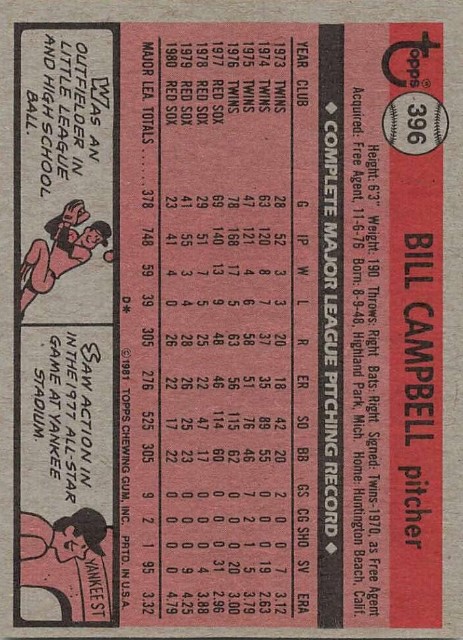 TOPPS®
396
BILL CAMPBELL pitcher
Height: 6'3" Weight: 190 Throws: Right Bats: Right Signed: Twins-1970, as Free Agent
Acquired: Free Agent, 11-6-76 Born: 8-9-48, Highland Park, Mich. Home: Huntington Beach, Calif.
◆ COMPLETE MAJOR LEAGUE PITCHING RECORD ◆
YEAR CLUB G IP W L R ER SO BB GS CG SHO SV ERA
1973 TWINS 28 52 3 3 20 18 42 20 2 0 0 7 3.12
1974 TWINS 63 120 8 7 37 35 89 55 0 0 0 19 2.63
1975 TWINS 47 121 4 6 58 51 76 46 7 2 1 5 3.79
1976 TWINS 78 168 17 5 63 56 115 62 0 0 0 20 3.00
1977 RED SOX 69 140 13 9 48 46 114 60 0 0 0 31 2.96
1978 RED SOX 29 51 7 5 25 22 47 17 0 0 0 4 3.88
1979 RED SOX 41 55 3 4 28 26 25 23 0 0 0 9 4.25
1980 RED SOX 23 41 4 0 26 22 17 22 0 0 0 0 4.79
MAJOR LEA. TOTALS ...... 378 748 59 39 305 276 525 305 9 2 1 95 3.32
D* ©1981 TOPPS CHEWING GUM, INC. PRTD. IN U.S.A.
WAS AN
OUTFIELDER IN
LITTLE LEAGUE
AND HIGH SCHOOL
BALL.
SAW ACTION IN
IN THE 1977 ALL-STAR
GAME AT YANKEE
STADIUM.
YANKEE ST